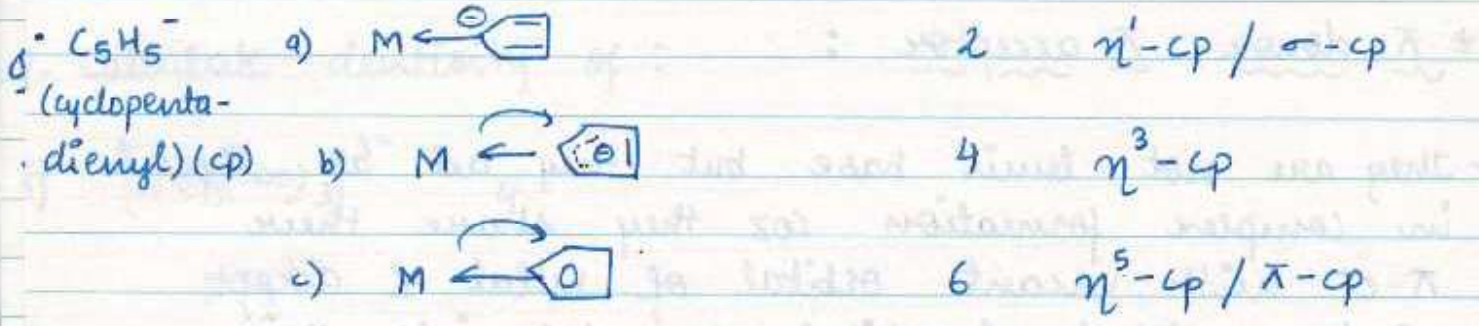 C₅H₅⁻ a) M ⊖ 2 η¹-cp / σ-cp
(cyclopenta-
dienyl) (cp) b) M ⊖ 4 η³-cp
c) M 6 η⁵-cp / π-cp